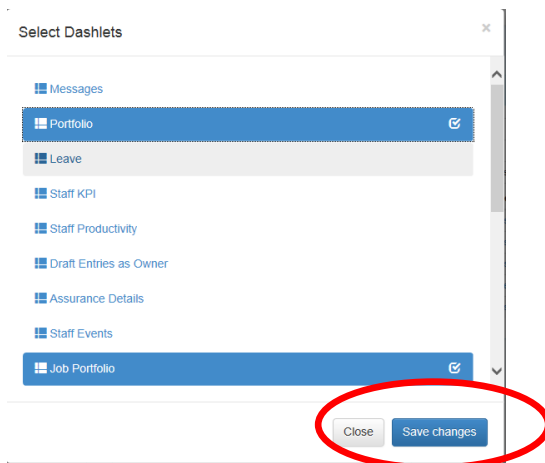 Select Dashlets
Messages
Portfolio
Leave
Staff KPI
Staff Productivity
Draft Entries as Owner
Assurance Details
Staff Events
Job Portfolio
Close Save changes